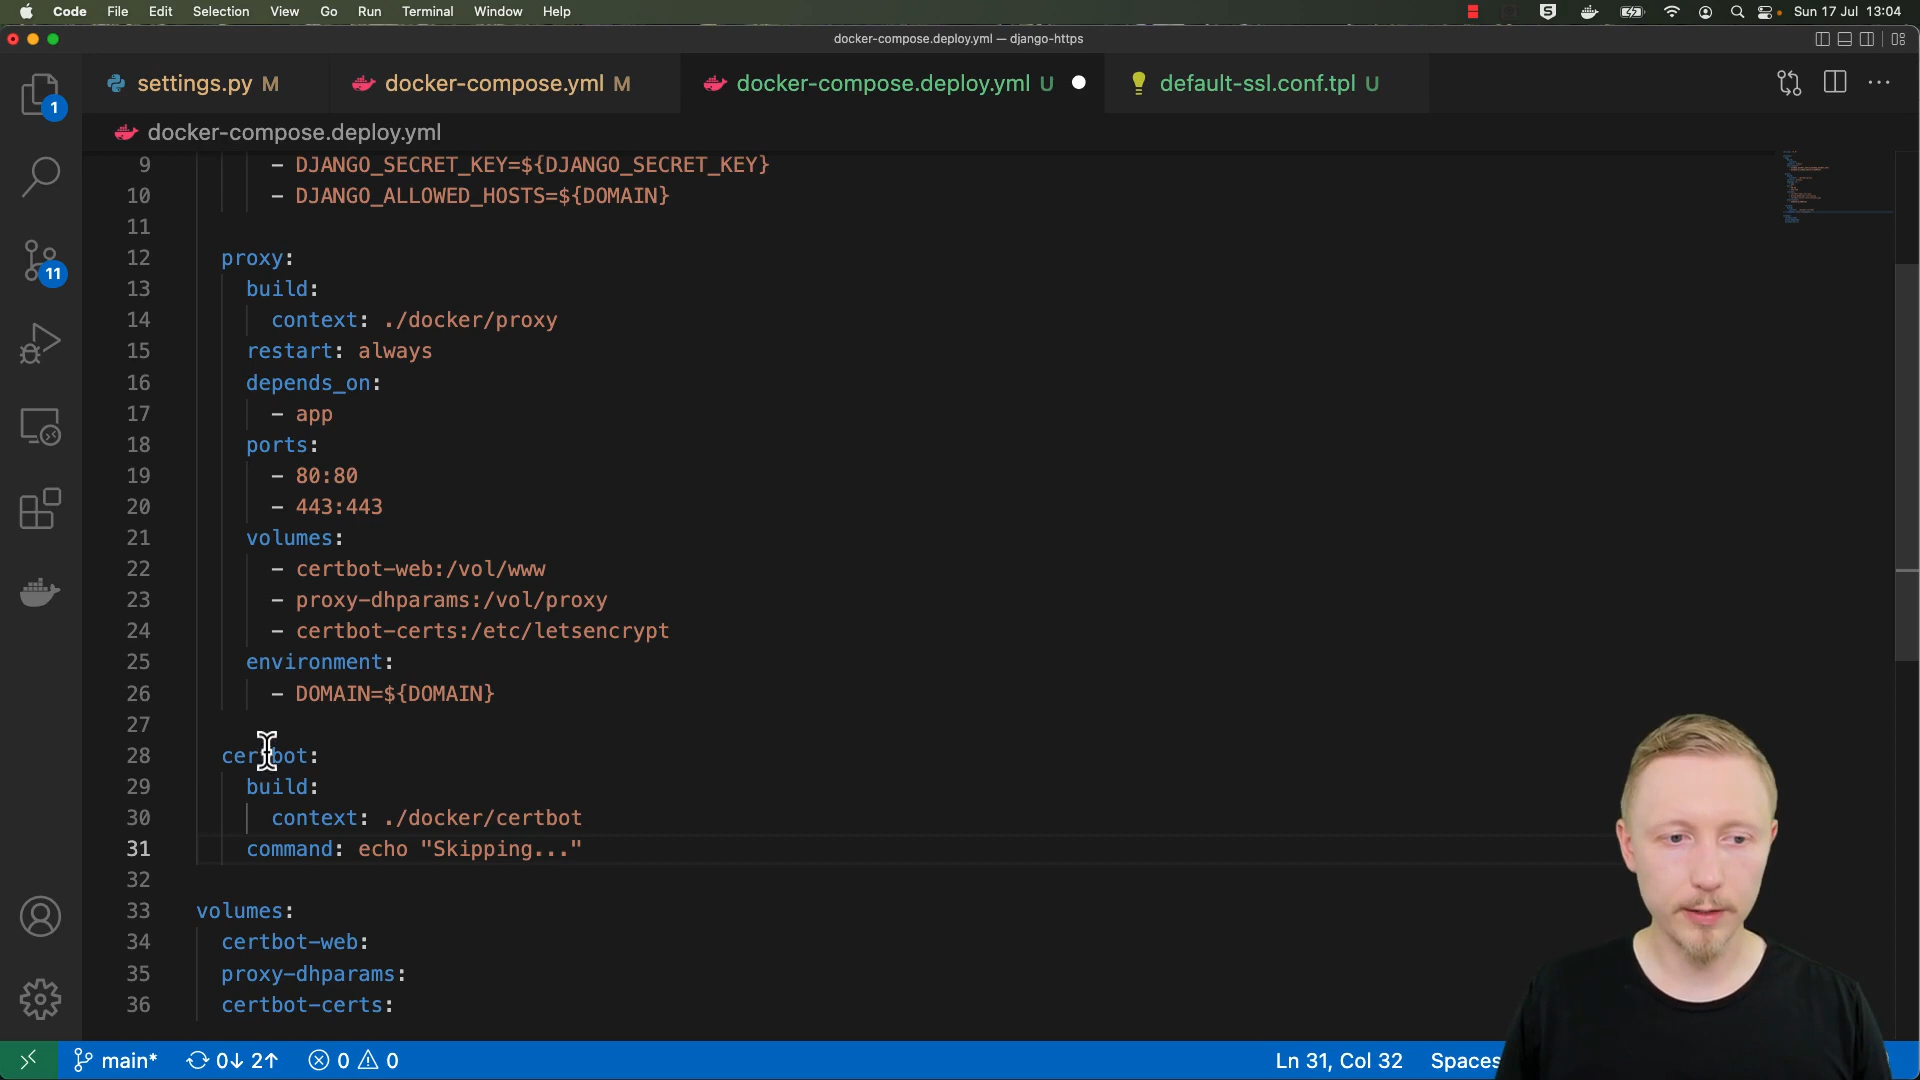 Code File Edit Selection View Go Run Terminal Window Help Sun 17 Jul 13:04
docker-compose.deploy.yml — django-https
settings.py M docker-compose.yml M docker-compose.deploy.yml U default-ssl.conf.tpl U
docker-compose.deploy.yml
1
11
9 - DJANGO_SECRET_KEY=${DJANGO_SECRET_KEY}
10 - DJANGO_ALLOWED_HOSTS=${DOMAIN}
11
12 proxy:
13 build:
14 context: ./docker/proxy
15 restart: always
16 depends_on:
17 - app
18 ports:
19 - 80:80
20 - 443:443
21 volumes:
22 - certbot-web:/vol/www
23 - proxy-dhparams:/vol/proxy
24 - certbot-certs:/etc/letsencrypt
25 environment:
26 - DOMAIN=${DOMAIN}
27
28 certbot:
29 build:
30 context: ./docker/certbot
31 command: echo "Skipping..."
32
33 volumes:
34 certbot-web:
35 proxy-dhparams:
36 certbot-certs:
main* 0↓ 2↑ 0 0 Ln 31, Col 32 Spaces